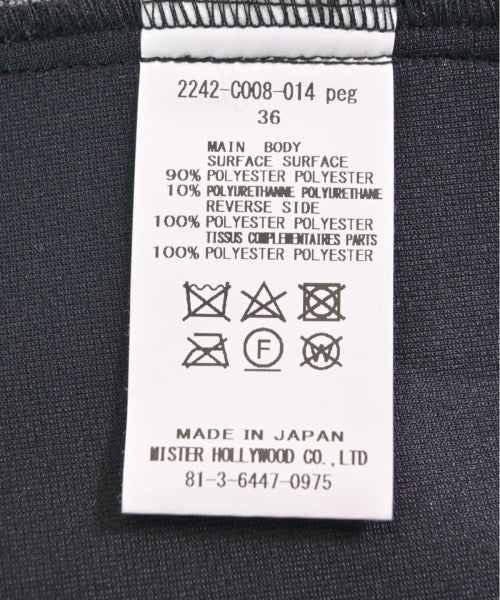 2242-C008-014 peg
36
MAIN BODY
SURFACE SURFACE
90% POLYESTER POLYESTER
10% POLYURETHANNE POLYURETHANE
REVERSE SIDE
100% POLYESTER POLYESTER
TISSUS COMPLEMENTAIRES PARTS
100% POLYESTER POLYESTER
F W
MADE IN JAPAN
MISTER HOLLYWOOD CO., LTD
81-3-6447-0975